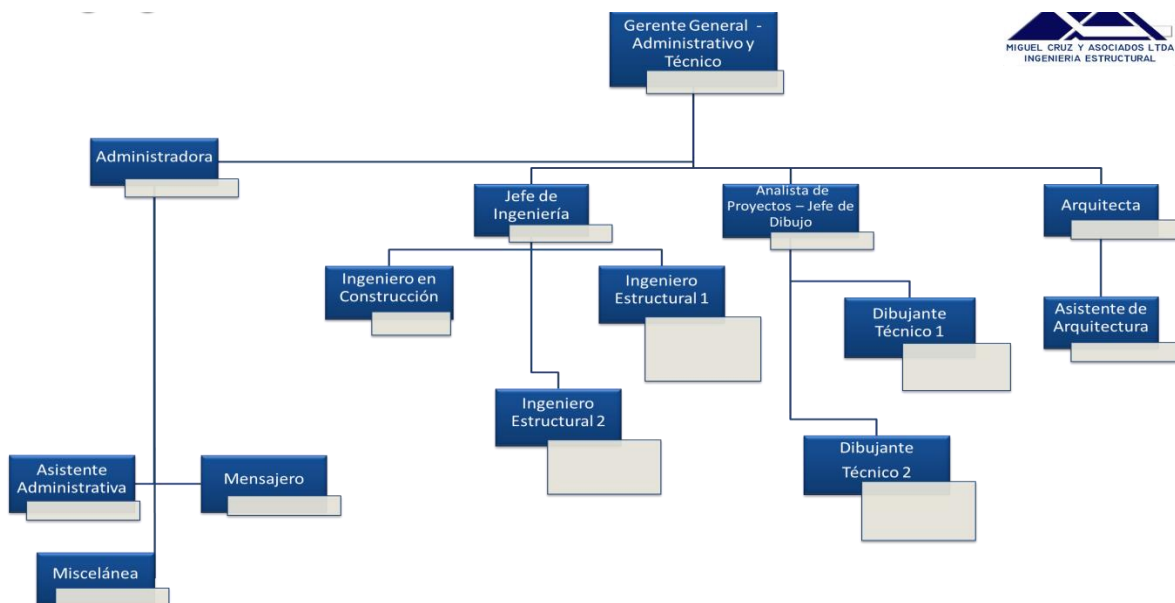 Gerente General -
Administrativo y
Técnico
MIGUEL CRUZ Y ASOCIADOS LTDA
INGENIERIA ESTRUCTURAL
Administradora
Jefe de
Ingeniería
Analista de
Proyectos – Jefe de
Dibujo
Arquitecta
Ingeniero en
Construcción
Ingeniero
Estructural 1
Dibujante
Técnico 1
Asistente de
Arquitectura
Ingeniero
Estructural 2
Dibujante
Técnico 2
Asistente
Administrativa
Mensajero
Miscelánea